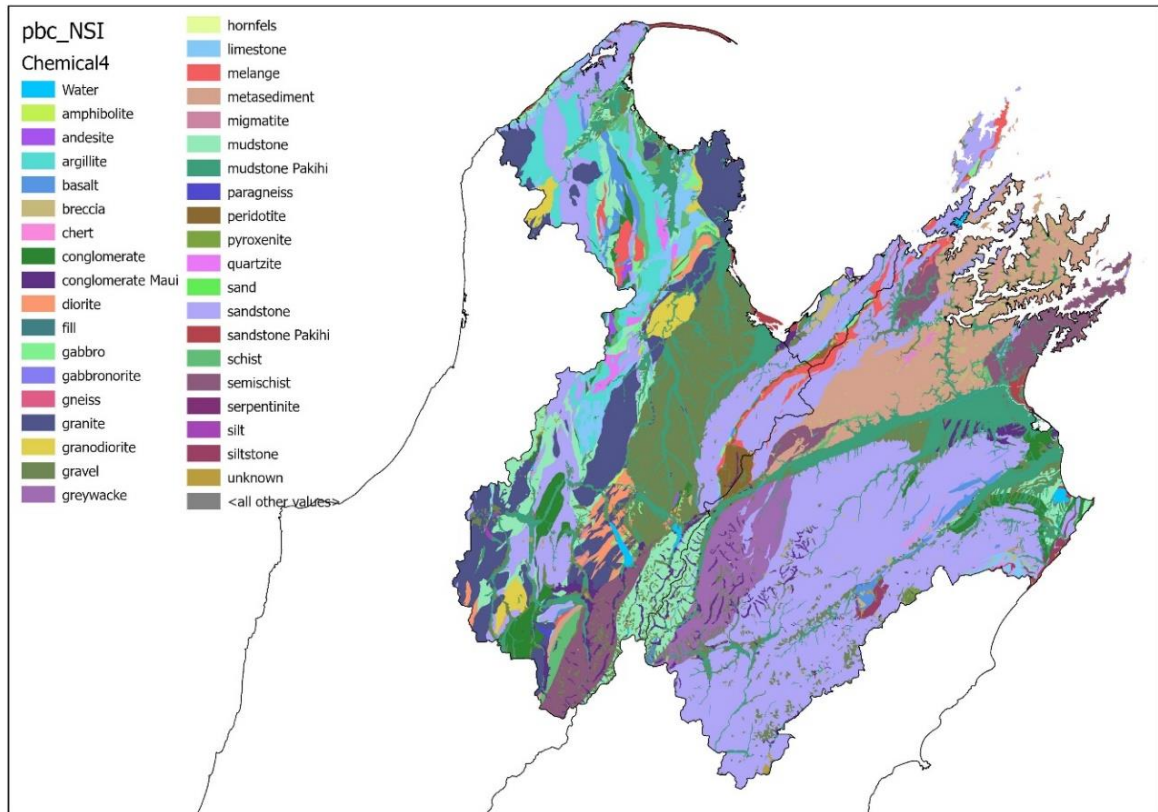 pbc_NSI
Chemical4
Water
amphibolite
andesite
argillite
basalt
breccia
chert
conglomerate
conglomerate Maui
diorite
fill
gabbro
gabbronorite
gneiss
granite
granodiorite
gravel
greywacke
hornfels
limestone
melange
metasediment
migmatite
mudstone
mudstone Pakihi
paragneiss
peridotite
pyroxenite
quartzite
sand
sandstone
sandstone Pakihi
schist
semischist
serpentinite
silt
siltstone
unknown
<all other values>